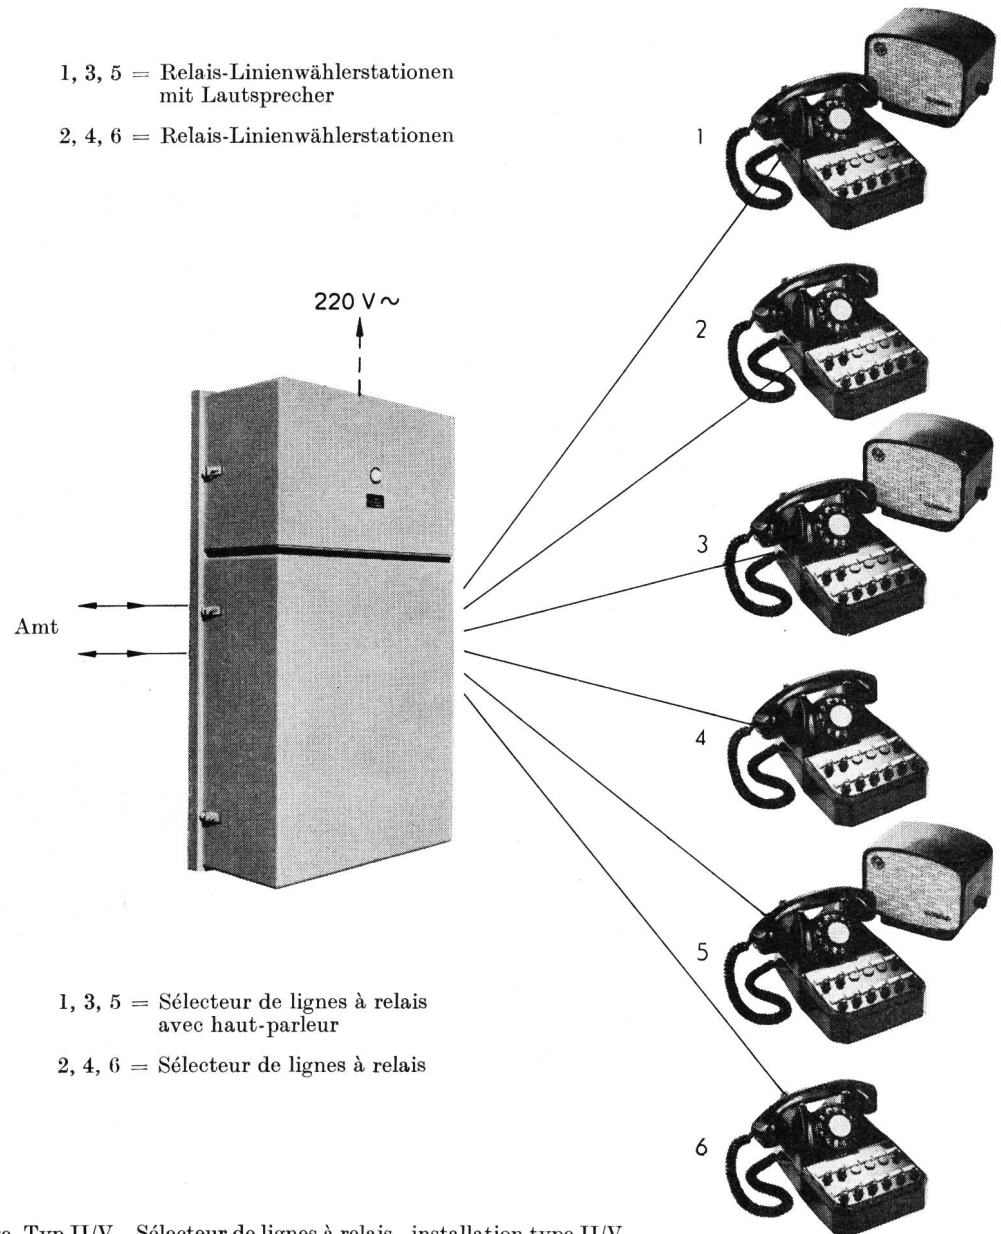 1, 3, 5 = Relais-Linienwählerstationen
mit Lautsprecher
2, 4, 6 = Relais-Linienwählerstationen
1
220 V ~
2
3
Amt
4
5
1, 3, 5 = Sélecteur de lignes à relais
avec haut-parleur
2, 4, 6 = Sélecteur de lignes à relais
6
Typ II/V – Sélecteur de lignes à relais, installation type II/V